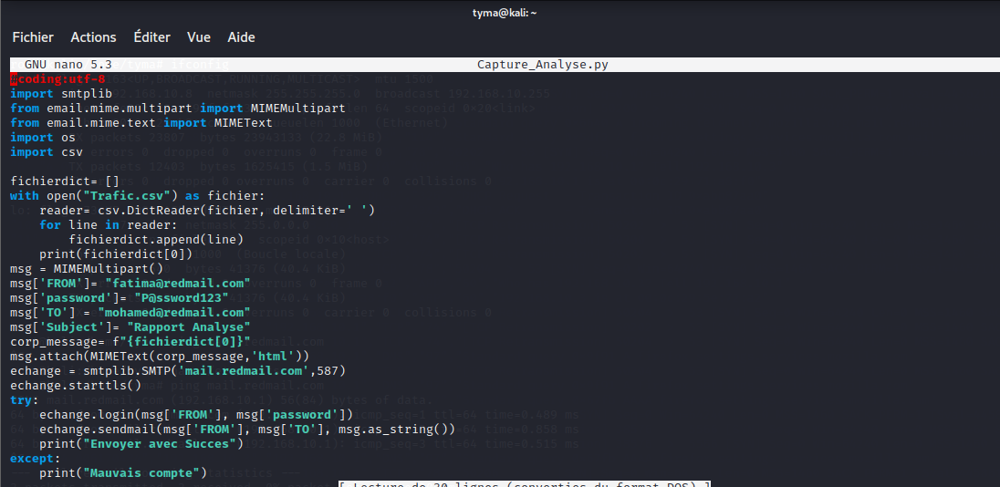 tyma@kali: ~
Fichier Actions Éditer Vue Aide
GNU nano 5.3 Capture_Analyse.py
#coding:utf-8
import smtplib
from email.mime.multipart import MIMEMultipart
from email.mime.text import MIMEText
import os
import csv
fichierdict= []
with open("Trafic.csv") as fichier:
    reader= csv.DictReader(fichier, delimiter=' ')
    for line in reader:
        fichierdict.append(line)
    print(fichierdict[0])
msg = MIMEMultipart()
msg['FROM']= "fatima@redmail.com"
msg['password']= "P@ssword123"
msg['TO'] = "mohamed@redmail.com"
msg['Subject']= "Rapport Analyse"
corp_message= f"{fichierdict[0]}"
msg.attach(MIMEText(corp_message,'html'))
echange = smtplib.SMTP('mail.redmail.com',587)
echange.starttls()
try:
    echange.login(msg['FROM'], msg['password'])
    echange.sendmail(msg['FROM'], msg['TO'], msg.as_string())
    print("Envoyer avec Succes")
except:
    print("Mauvais compte")
[ Lecture de 30 lignes (converties du format DOS) ]